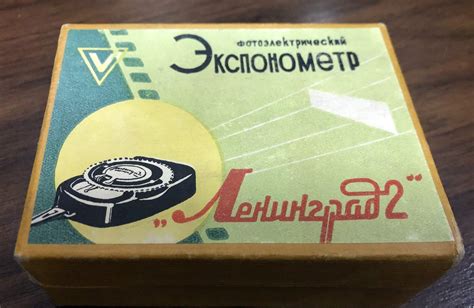 фотоэлектрический
Экспонометр
„Ленинград 2"